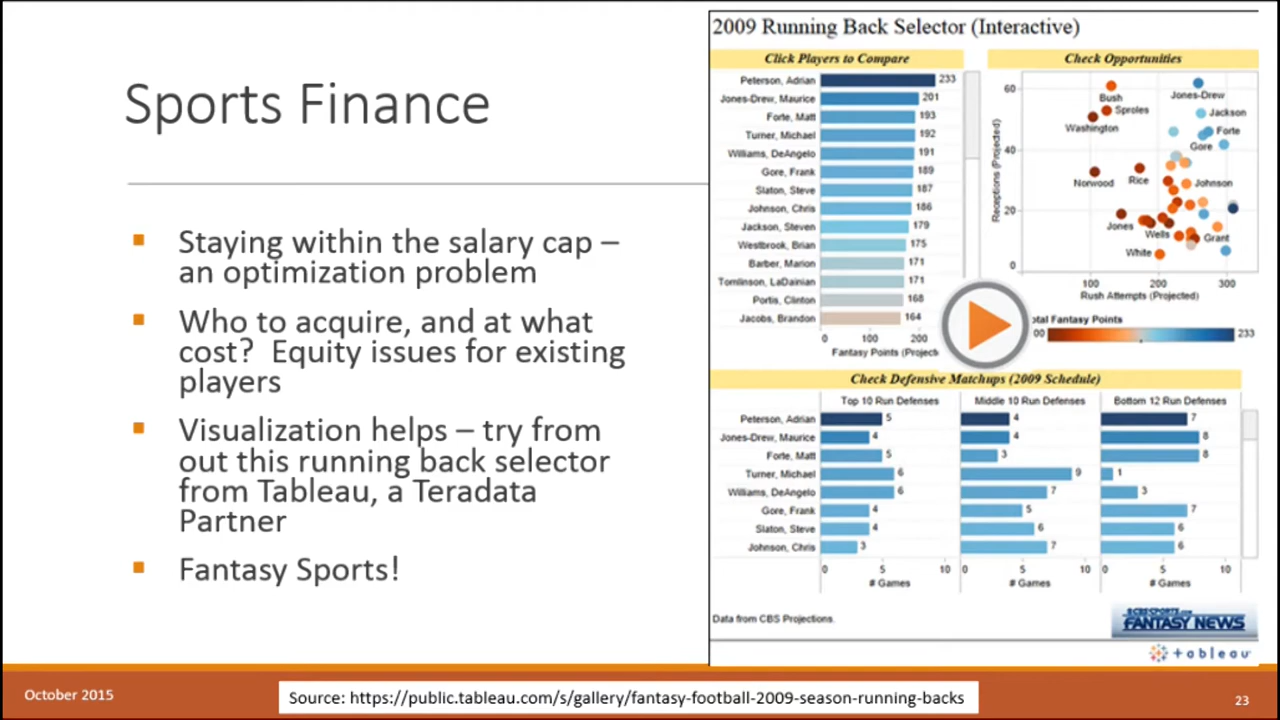 Sports Finance
Staying within the salary cap –
an optimization problem
Who to acquire, and at what
cost?  Equity issues for existing
players
Visualization helps – try from
out this running back selector
from Tableau, a Teradata
Partner
Fantasy Sports!
2009 Running Back Selector (Interactive)
Click Players to Compare
Peterson, Adrian 233
Jones-Drew, Maurice 201
Forte, Matt 193
Turner, Michael 192
Williams, DeAngelo 191
Gore, Frank 189
Slaton, Steve 187
Johnson, Chris 186
Jackson, Steven 179
Westbrook, Brian 175
Barber, Marion 171
Tomlinson, LaDainian 171
Portis, Clinton 168
Jacobs, Brandon 164
0 100 200
Fantasy Points (Project
Check Opportunities
Receptions (Projected)
60
40
20
0
Bush
Jones-Drew
Sproles
Jackson
Washington
Forte
Gore
Norwood
Rice
Johnson
Jones
Wells
Grant
White
100 200 300
Rush Attempts (Projected)
otal Fantasy Points
00 233
Check Defensive Matchups (2009 Schedule)
Top 10 Run Defenses Middle 10 Run Defenses Bottom 12 Run Defenses
Peterson, Adrian 5 4 7
Jones-Drew, Maurice 4 4 8
Forte, Matt 5 3 8
Turner, Michael 6 9 1
Williams, DeAngelo 6 7 3
Gore, Frank 4 5 7
Slaton, Steve 4 6 6
Johnson, Chris 3 7 6
0 5 10 0 5 10 0 5 10
# Games # Games # Games
Data from CBS Projections.
CBSSPORTS.com
FANTASY NEWS
+ableau
October 2015
Source: https://public.tableau.com/s/gallery/fantasy-football-2009-season-running-backs
23